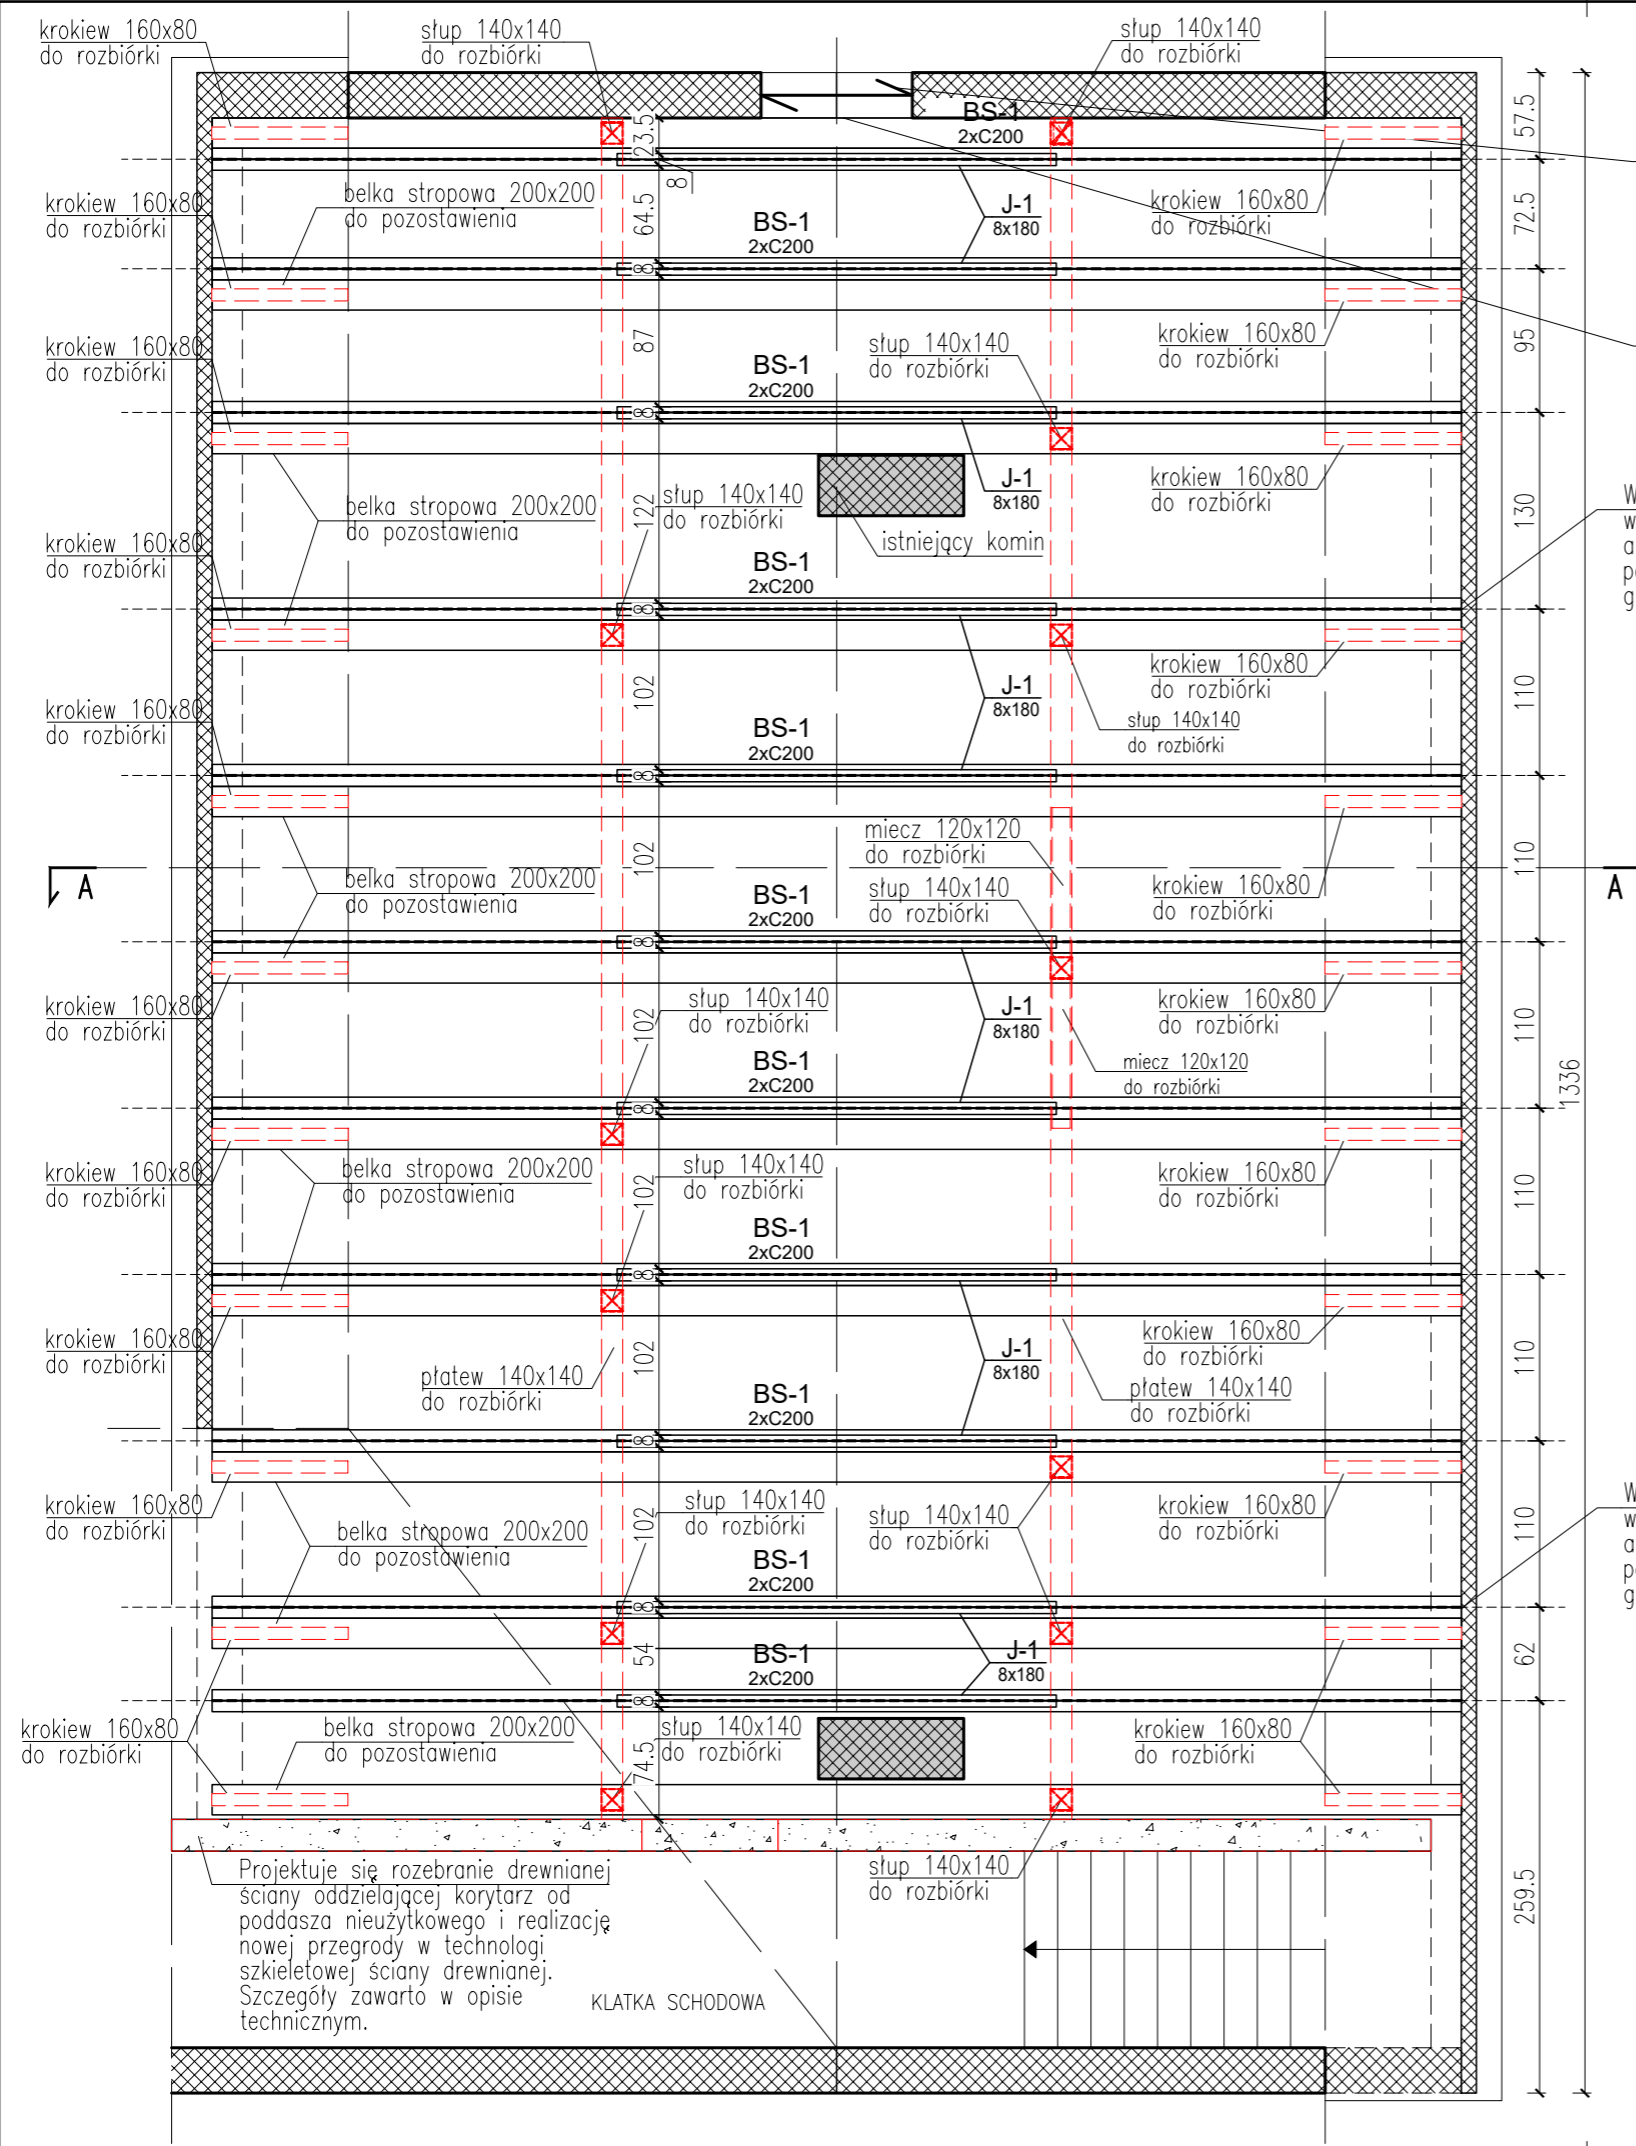 krokiew 160x80
do rozbiórki
słup 140x140
do rozbiórki
słup 140x140
do rozbiórki
BS-1
2xC200
57.5
23.5
8
krokiew 160x80
do rozbiórki
belka stropowa 200x200
do pozostawienia
64.5
BS-1
2xC200
J-1
8x180
krokiew 160x80
do rozbiórki
72.5
8
krokiew 160x80
do rozbiórki
87
BS-1
2xC200
słup 140x140
do rozbiórki
krokiew 160x80
do rozbiórki
95
8
belka stropowa 200x200
do pozostawienia
122
słup 140x140
do rozbiórki
J-1
8x180
istniejący komin
krokiew 160x80
do rozbiórki
130
krokiew 160x80
do rozbiórki
BS-1
2xC200
8
krokiew 160x80
do rozbiórki
102
BS-1
2xC200
J-1
8x180
krokiew 160x80
do rozbiórki
słup 140x140
do rozbiórki
110
8
A
belka stropowa 200x200
do pozostawienia
102
BS-1
2xC200
miecz 120x120
do rozbiórki
słup 140x140
do rozbiórki
krokiew 160x80
do rozbiórki
110
A
8
krokiew 160x80
do rozbiórki
102
słup 140x140
do rozbiórki
BS-1
2xC200
J-1
8x180
krokiew 160x80
do rozbiórki
miecz 120x120
do rozbiórki
110
1336
8
krokiew 160x80
do rozbiórki
belka stropowa 200x200
do pozostawienia
102
słup 140x140
do rozbiórki
BS-1
2xC200
krokiew 160x80
do rozbiórki
110
8
krokiew 160x80
do rozbiórki
płatew 140x140
do rozbiórki
102
BS-1
2xC200
J-1
8x180
krokiew 160x80
do rozbiórki
płatew 140x140
do rozbiórki
110
8
krokiew 160x80
do rozbiórki
belka stropowa 200x200
do pozostawienia
102
słup 140x140
do rozbiórki
BS-1
2xC200
słup 140x140
do rozbiórki
krokiew 160x80
do rozbiórki
110
8
54
BS-1
2xC200
J-1
8x180
62
8
krokiew 160x80
do rozbiórki
belka stropowa 200x200
do pozostawienia
74.5
słup 140x140
do rozbiórki
krokiew 160x80
do rozbiórki
Projektuje się rozebranie drewnianej
ściany oddzielającej korytarz od
poddasza nieużytkowego i realizację
nowej przegrody w technologi
szkieletowej ściany drewnianej.
Szczegóły zawarto w opisie
technicznym.
słup 140x140
do rozbiórki
259.5
KLATKA SCHODOWA